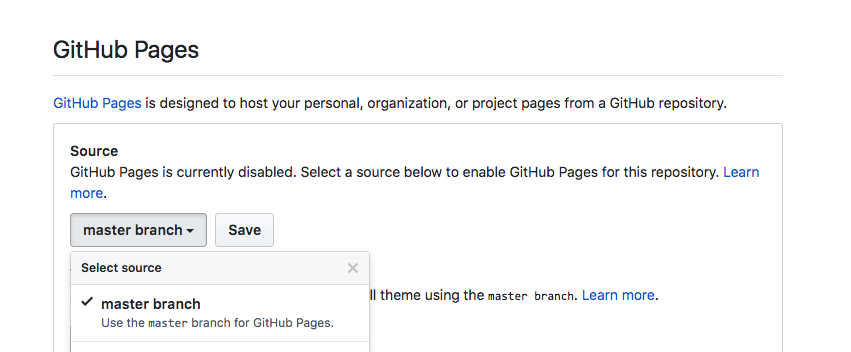 GitHub Pages
GitHub Pages is designed to host your personal, organization, or project pages from a GitHub repository.
Source
GitHub Pages is currently disabled. Select a source below to enable GitHub Pages for this repository. Learn
more.
master branch Save
Select source
theme using the master branch. Learn more.
master branch
Use the master branch for GitHub Pages.